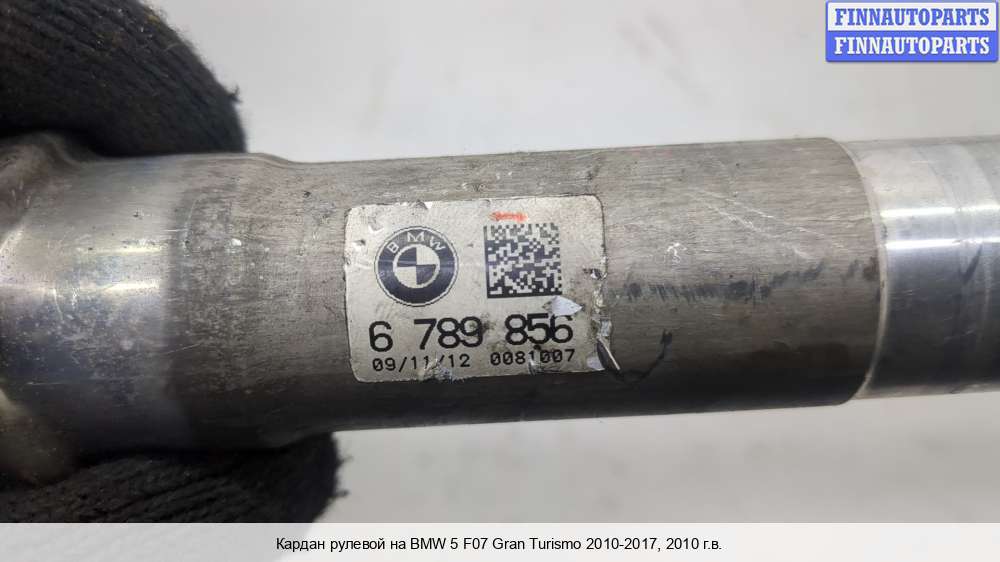 FINNAUTOPARTS
FINNAUTOPARTS
BMW
6 789 856
09/11/12 0081007
Кардан рулевой на BMW 5 F07 Gran Turismo 2010-2017, 2010 г.в.